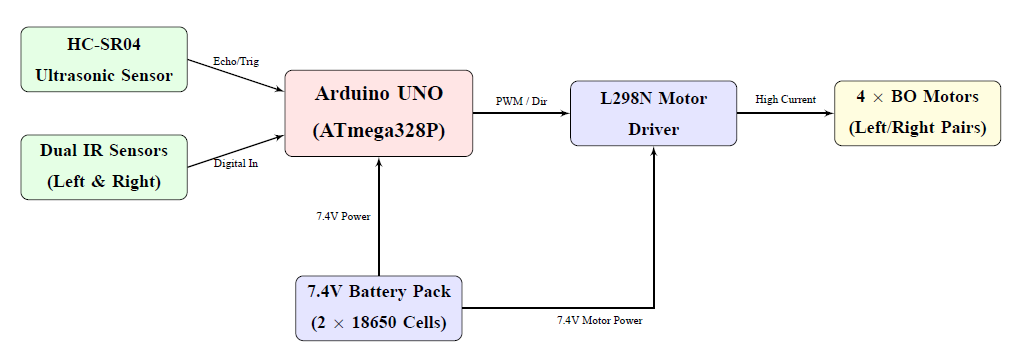 HC-SR04
Ultrasonic Sensor
Echo/Trig
Dual IR Sensors
(Left & Right)
Digital In
Arduino UNO
(ATmega328P)
PWM / Dir
L298N Motor
Driver
High Current
4 × BO Motors
(Left/Right Pairs)
7.4V Power
7.4V Battery Pack
(2 × 18650 Cells)
7.4V Motor Power